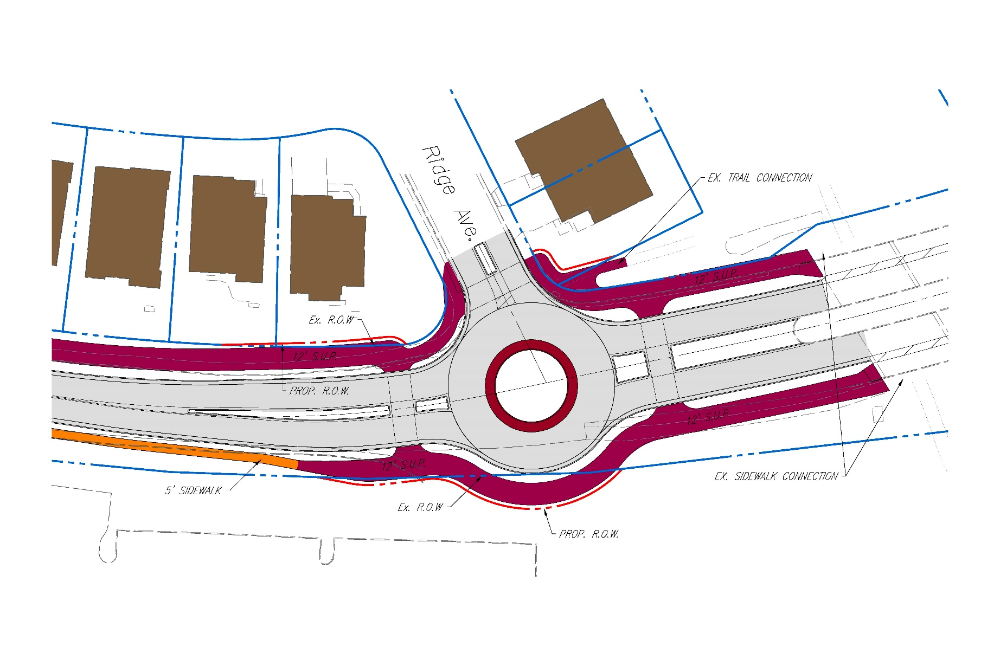 Ridge Ave.
EX. TRAIL CONNECTION
12' S.U.P.
Ex. R.O.W
12' S.U.P.
PROP. R.O.W.
12' S.U.P.
12' S.U.P.
5' SIDEWALK
EX. SIDEWALK CONNECTION
Ex. R.O.W
PROP. R.O.W.